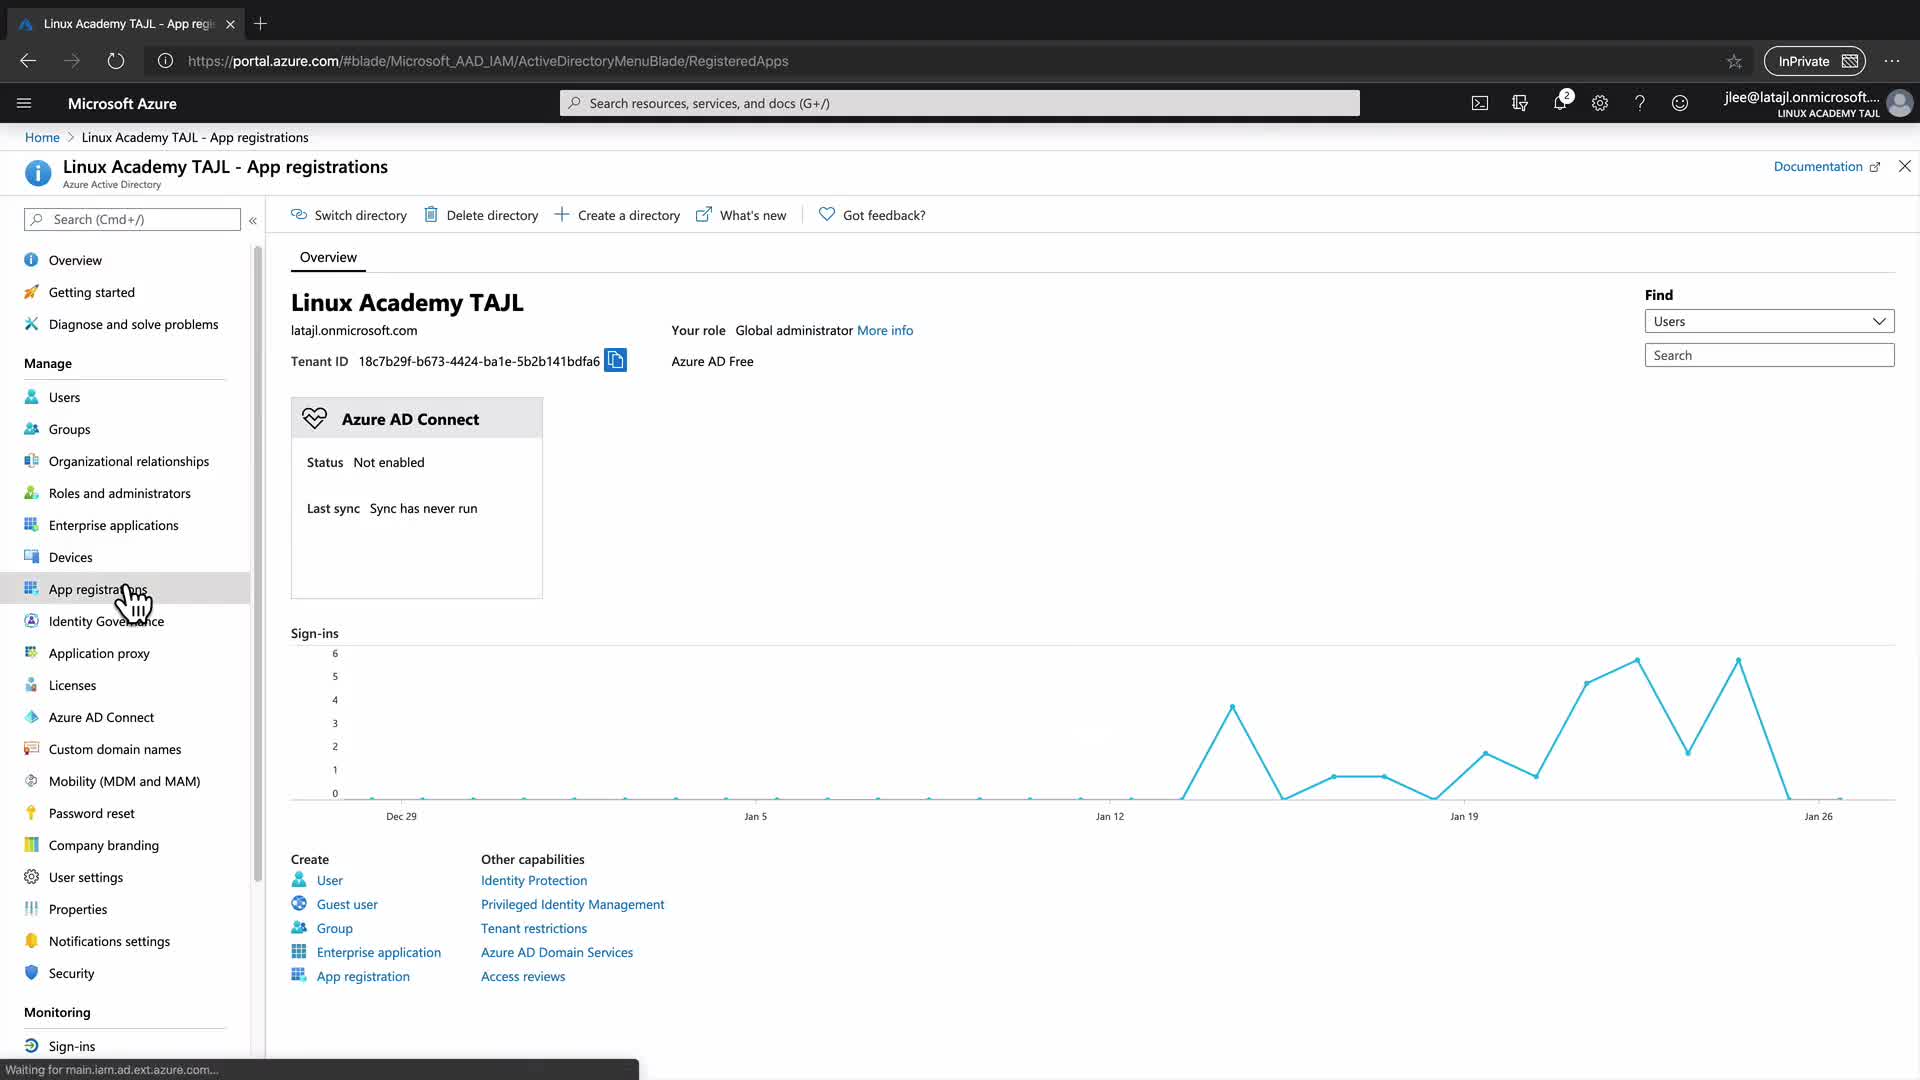 Linux Academy TAJL - App regi
https://portal.azure.com/#blade/Microsoft_AAD_IAM/ActiveDirectoryMenuBlade/RegisteredApps
InPrivate
Microsoft Azure
Search resources, services, and docs (G+/)
2
jlee@latajl.onmicrosoft....
LINUX ACADEMY TAJL
Home > Linux Academy TAJL - App registrations
Linux Academy TAJL - App registrations
Azure Active Directory
Documentation
Search (Cmd+/)
«
Switch directory
Delete directory
Create a directory
What's new
Got feedback?
Overview
Getting started
Diagnose and solve problems
Manage
Users
Groups
Organizational relationships
Roles and administrators
Enterprise applications
Devices
App registrations
Identity Governance
Application proxy
Licenses
Azure AD Connect
Custom domain names
Mobility (MDM and MAM)
Password reset
Company branding
User settings
Properties
Notifications settings
Security
Monitoring
Sign-ins
Waiting for main.iam.ad.ext.azure.com...
Overview
Linux Academy TAJL
latajl.onmicrosoft.com
Your role Global administrator More info
Tenant ID 18c7b29f-b673-4424-ba1e-5b2b141bdfa6
Azure AD Free
Find
Users
Search
Azure AD Connect
Status Not enabled
Last sync Sync has never run
Sign-ins
6
5
4
3
2
1
0
Dec 29
Jan 5
Jan 12
Jan 19
Jan 26
Create
User
Guest user
Group
Enterprise application
App registration
Other capabilities
Identity Protection
Privileged Identity Management
Tenant restrictions
Azure AD Domain Services
Access reviews